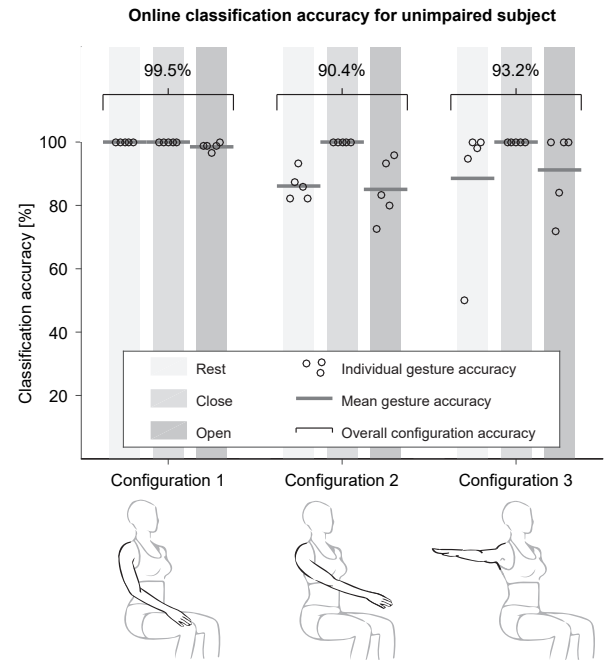 Online classification accuracy for unimpaired subject
99.5% 90.4% 93.2%
100
80
60
40
20
Classification accuracy [%]
Rest Individual gesture accuracy
Close Mean gesture accuracy
Open Overall configuration accuracy
Configuration 1 Configuration 2 Configuration 3